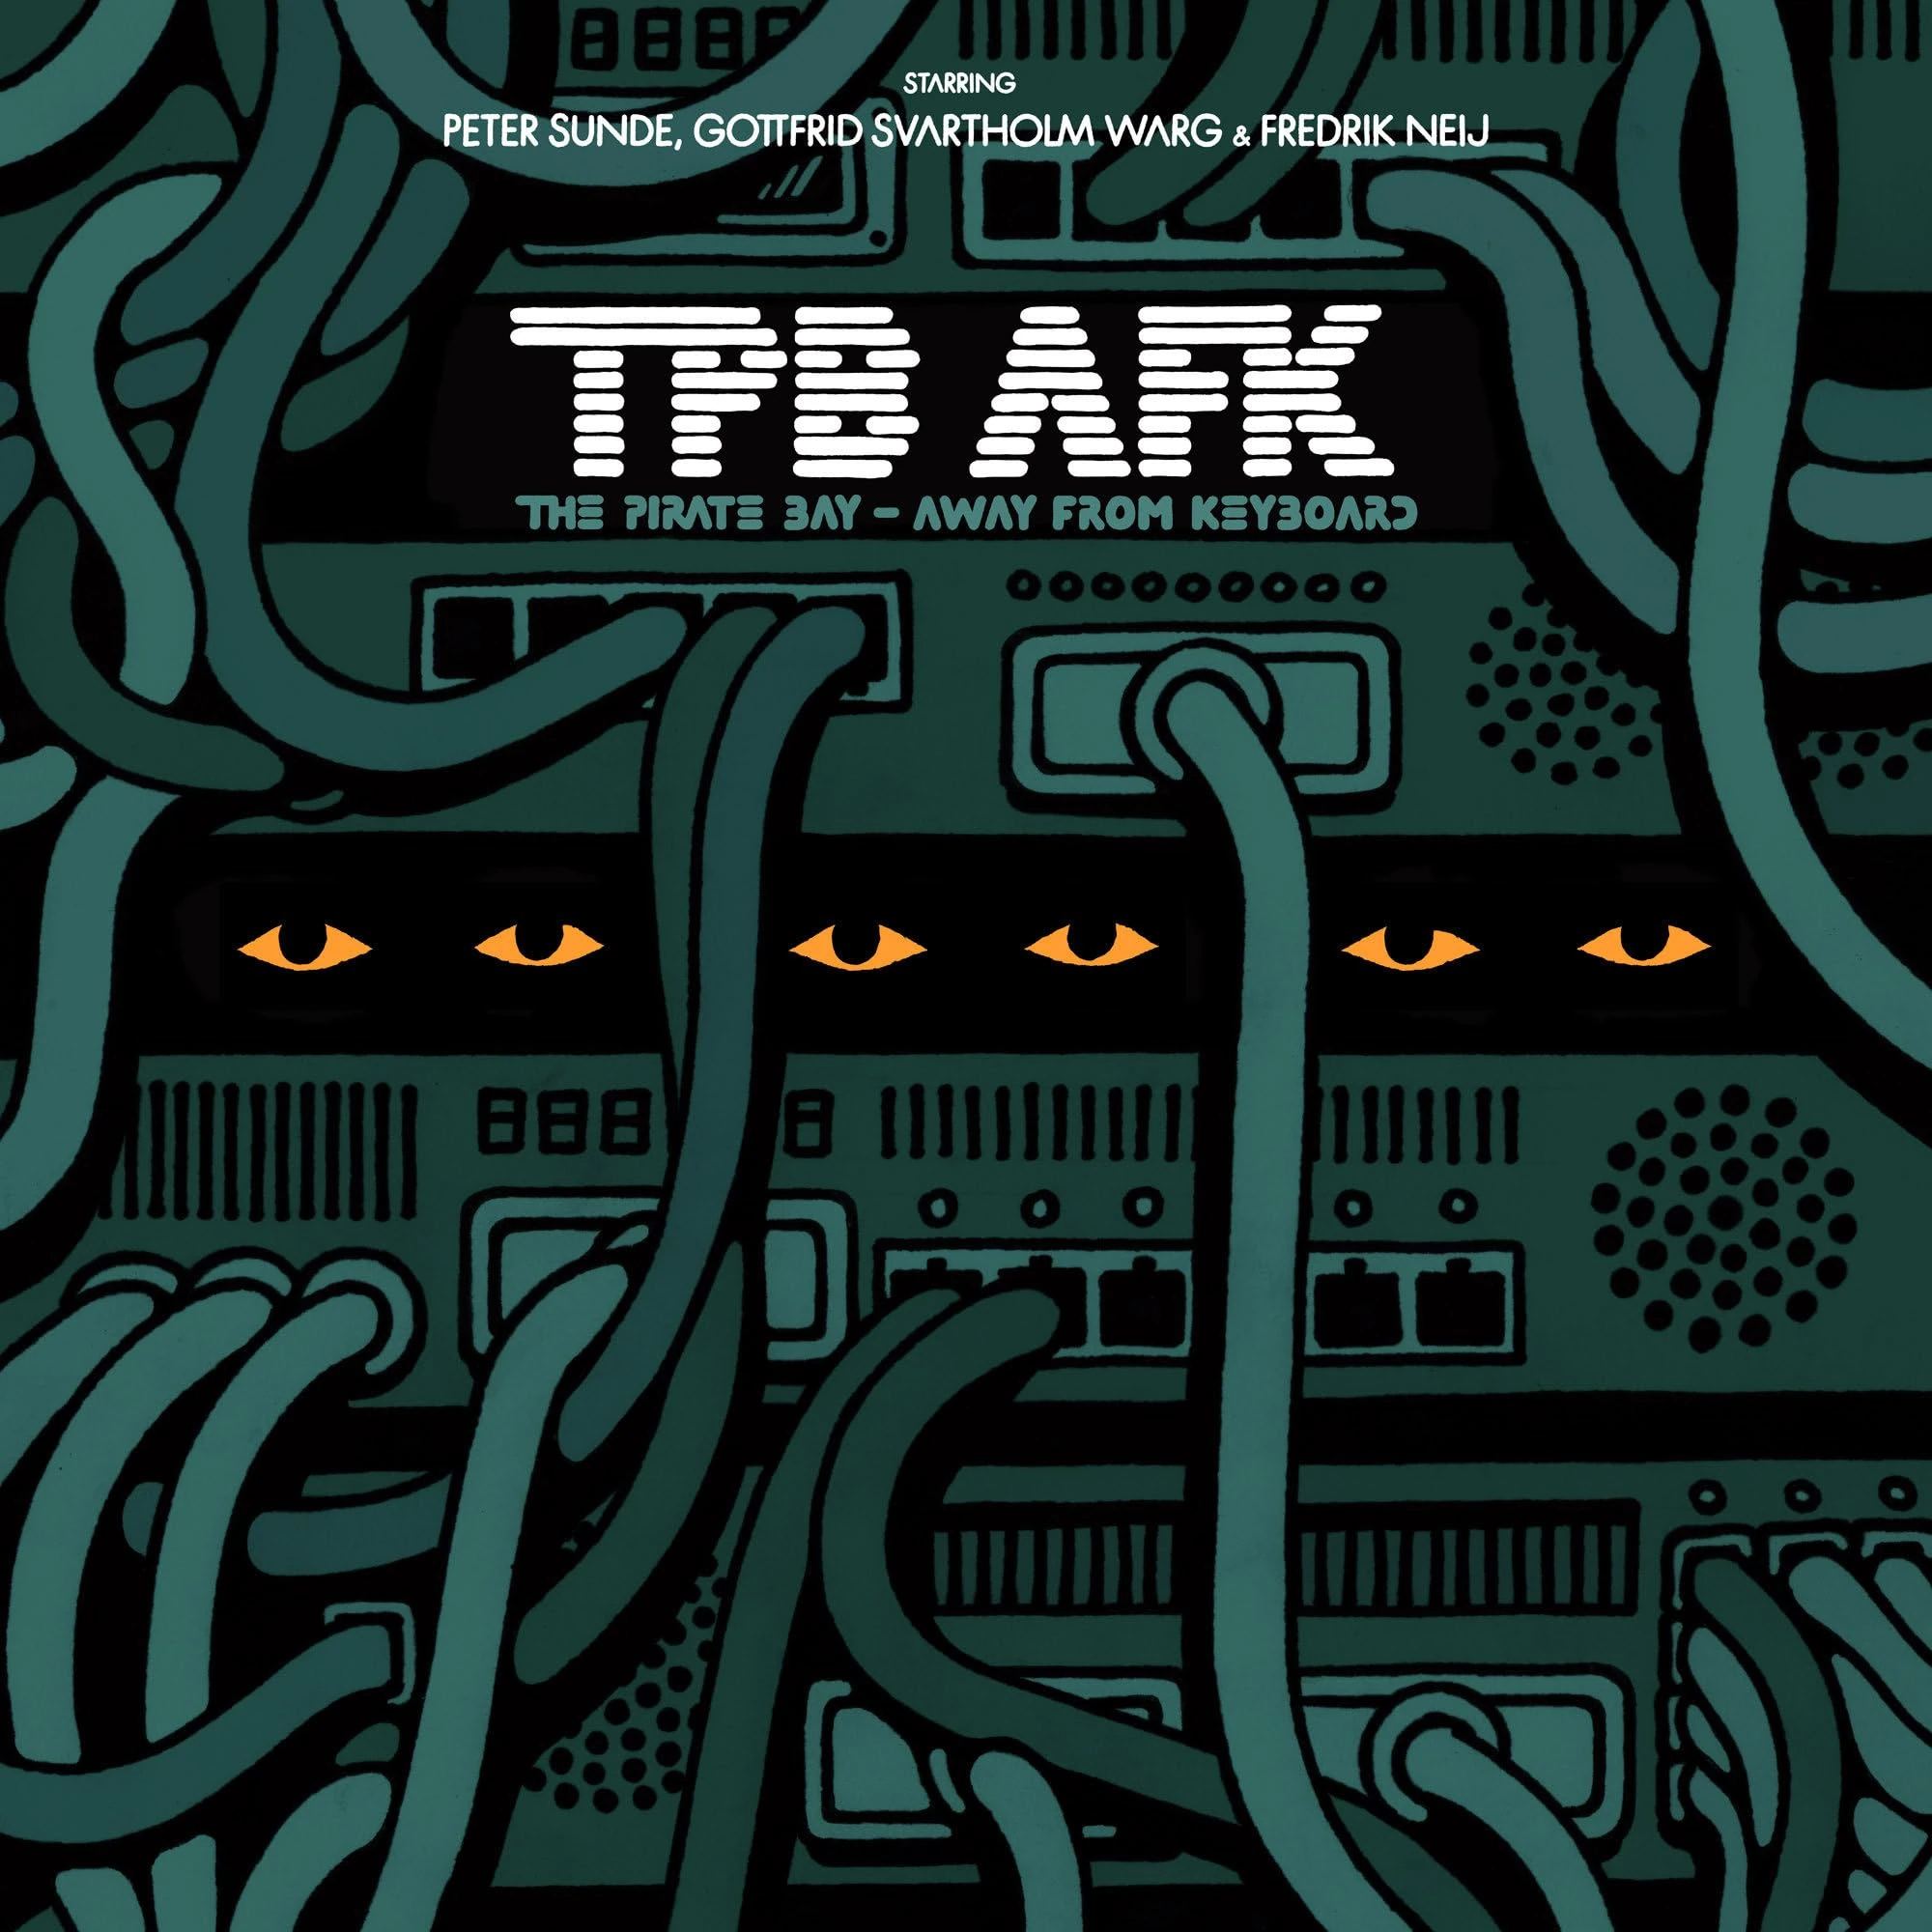 STARRING
PETER SUNDE, GOTTFRID SVARTHOLM WARG & FREDRIK NEIJ
TPB AFK
THE PIRATE BAY – AWAY FROM KEYBOARD